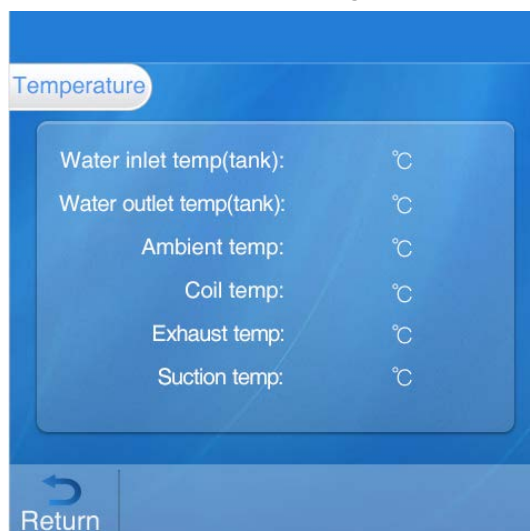 Temperature
Water inlet temp(tank): ℃
Water outlet temp(tank): ℃
Ambient temp: ℃
Coil temp: ℃
Exhaust temp: ℃
Suction temp: ℃
Return